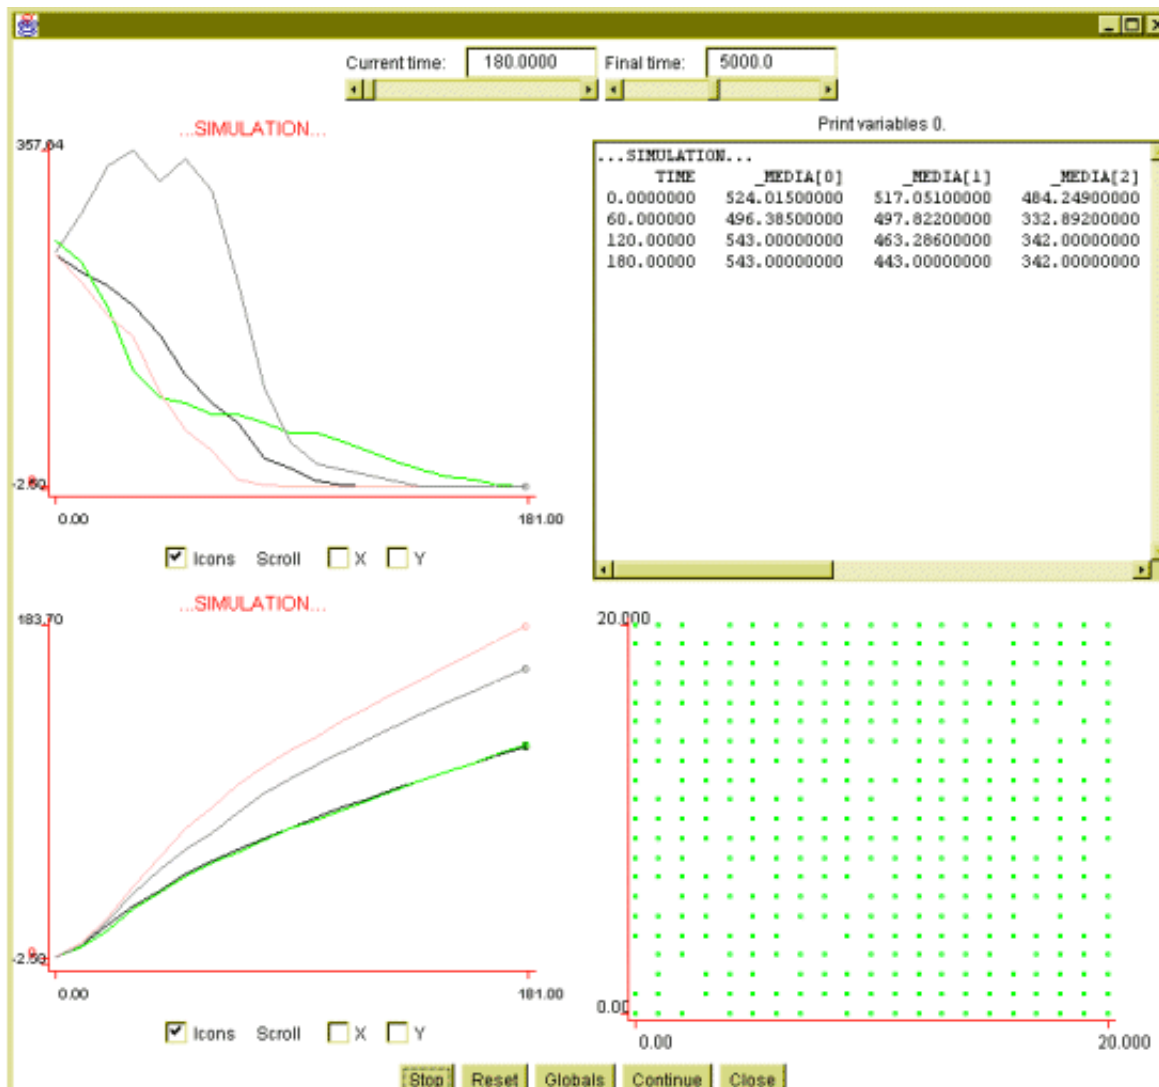 Current time: 180.0000 Final time: 5000.0
...SIMULATION...
357.04
-2.50
0.00 181.00
Icons Scroll X Y
Print variables 0.
...SIMULATION...
TIME _MEDIA[0] _MEDIA[1] _MEDIA[2]
0.0000000 524.01500000 517.05100000 484.24900000
60.000000 496.38500000 497.82200000 332.89200000
120.00000 543.00000000 463.28600000 342.00000000
180.00000 543.00000000 443.00000000 342.00000000
...SIMULATION...
183.70
0.00 181.00
Icons Scroll X Y
20.000
0.00
0.00 20.000
Stop Reset Globals Continue Close